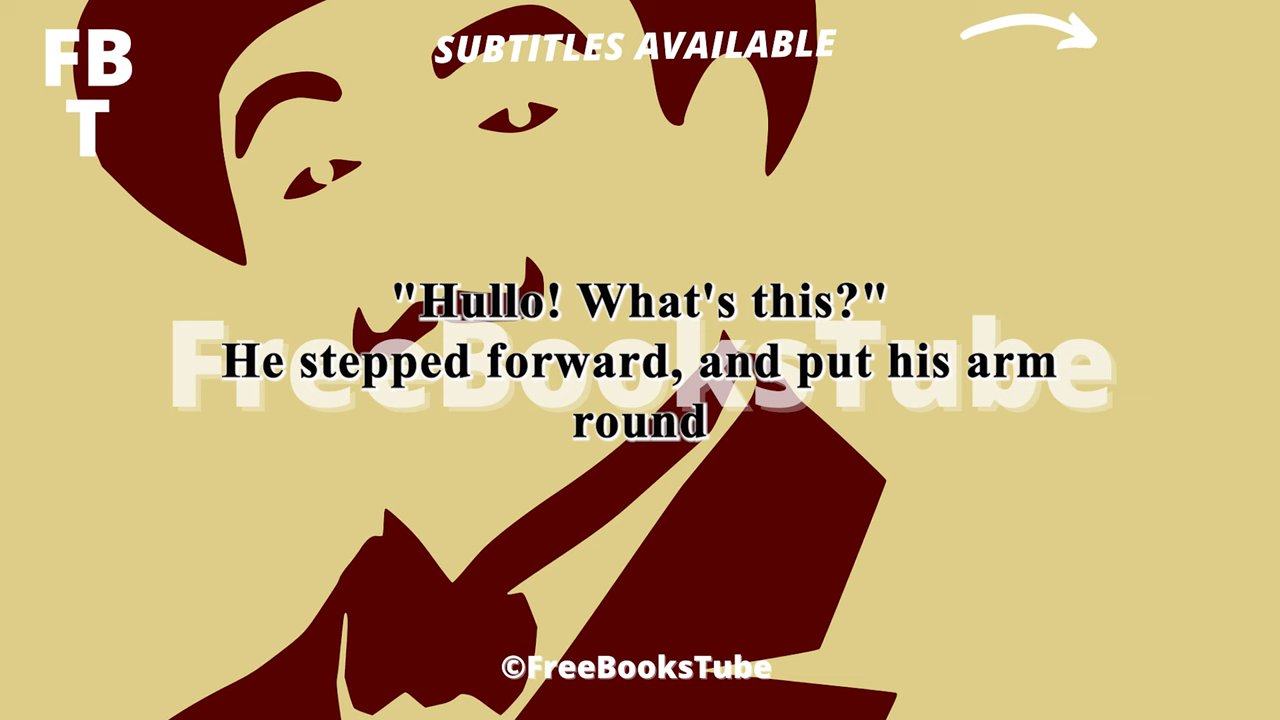 FB
T
SUBTITLES AVAILABLE
"Hullo! What's this?"
He stepped forward, and put his arm
round
FreeBooksTube
©FreeBooksTube